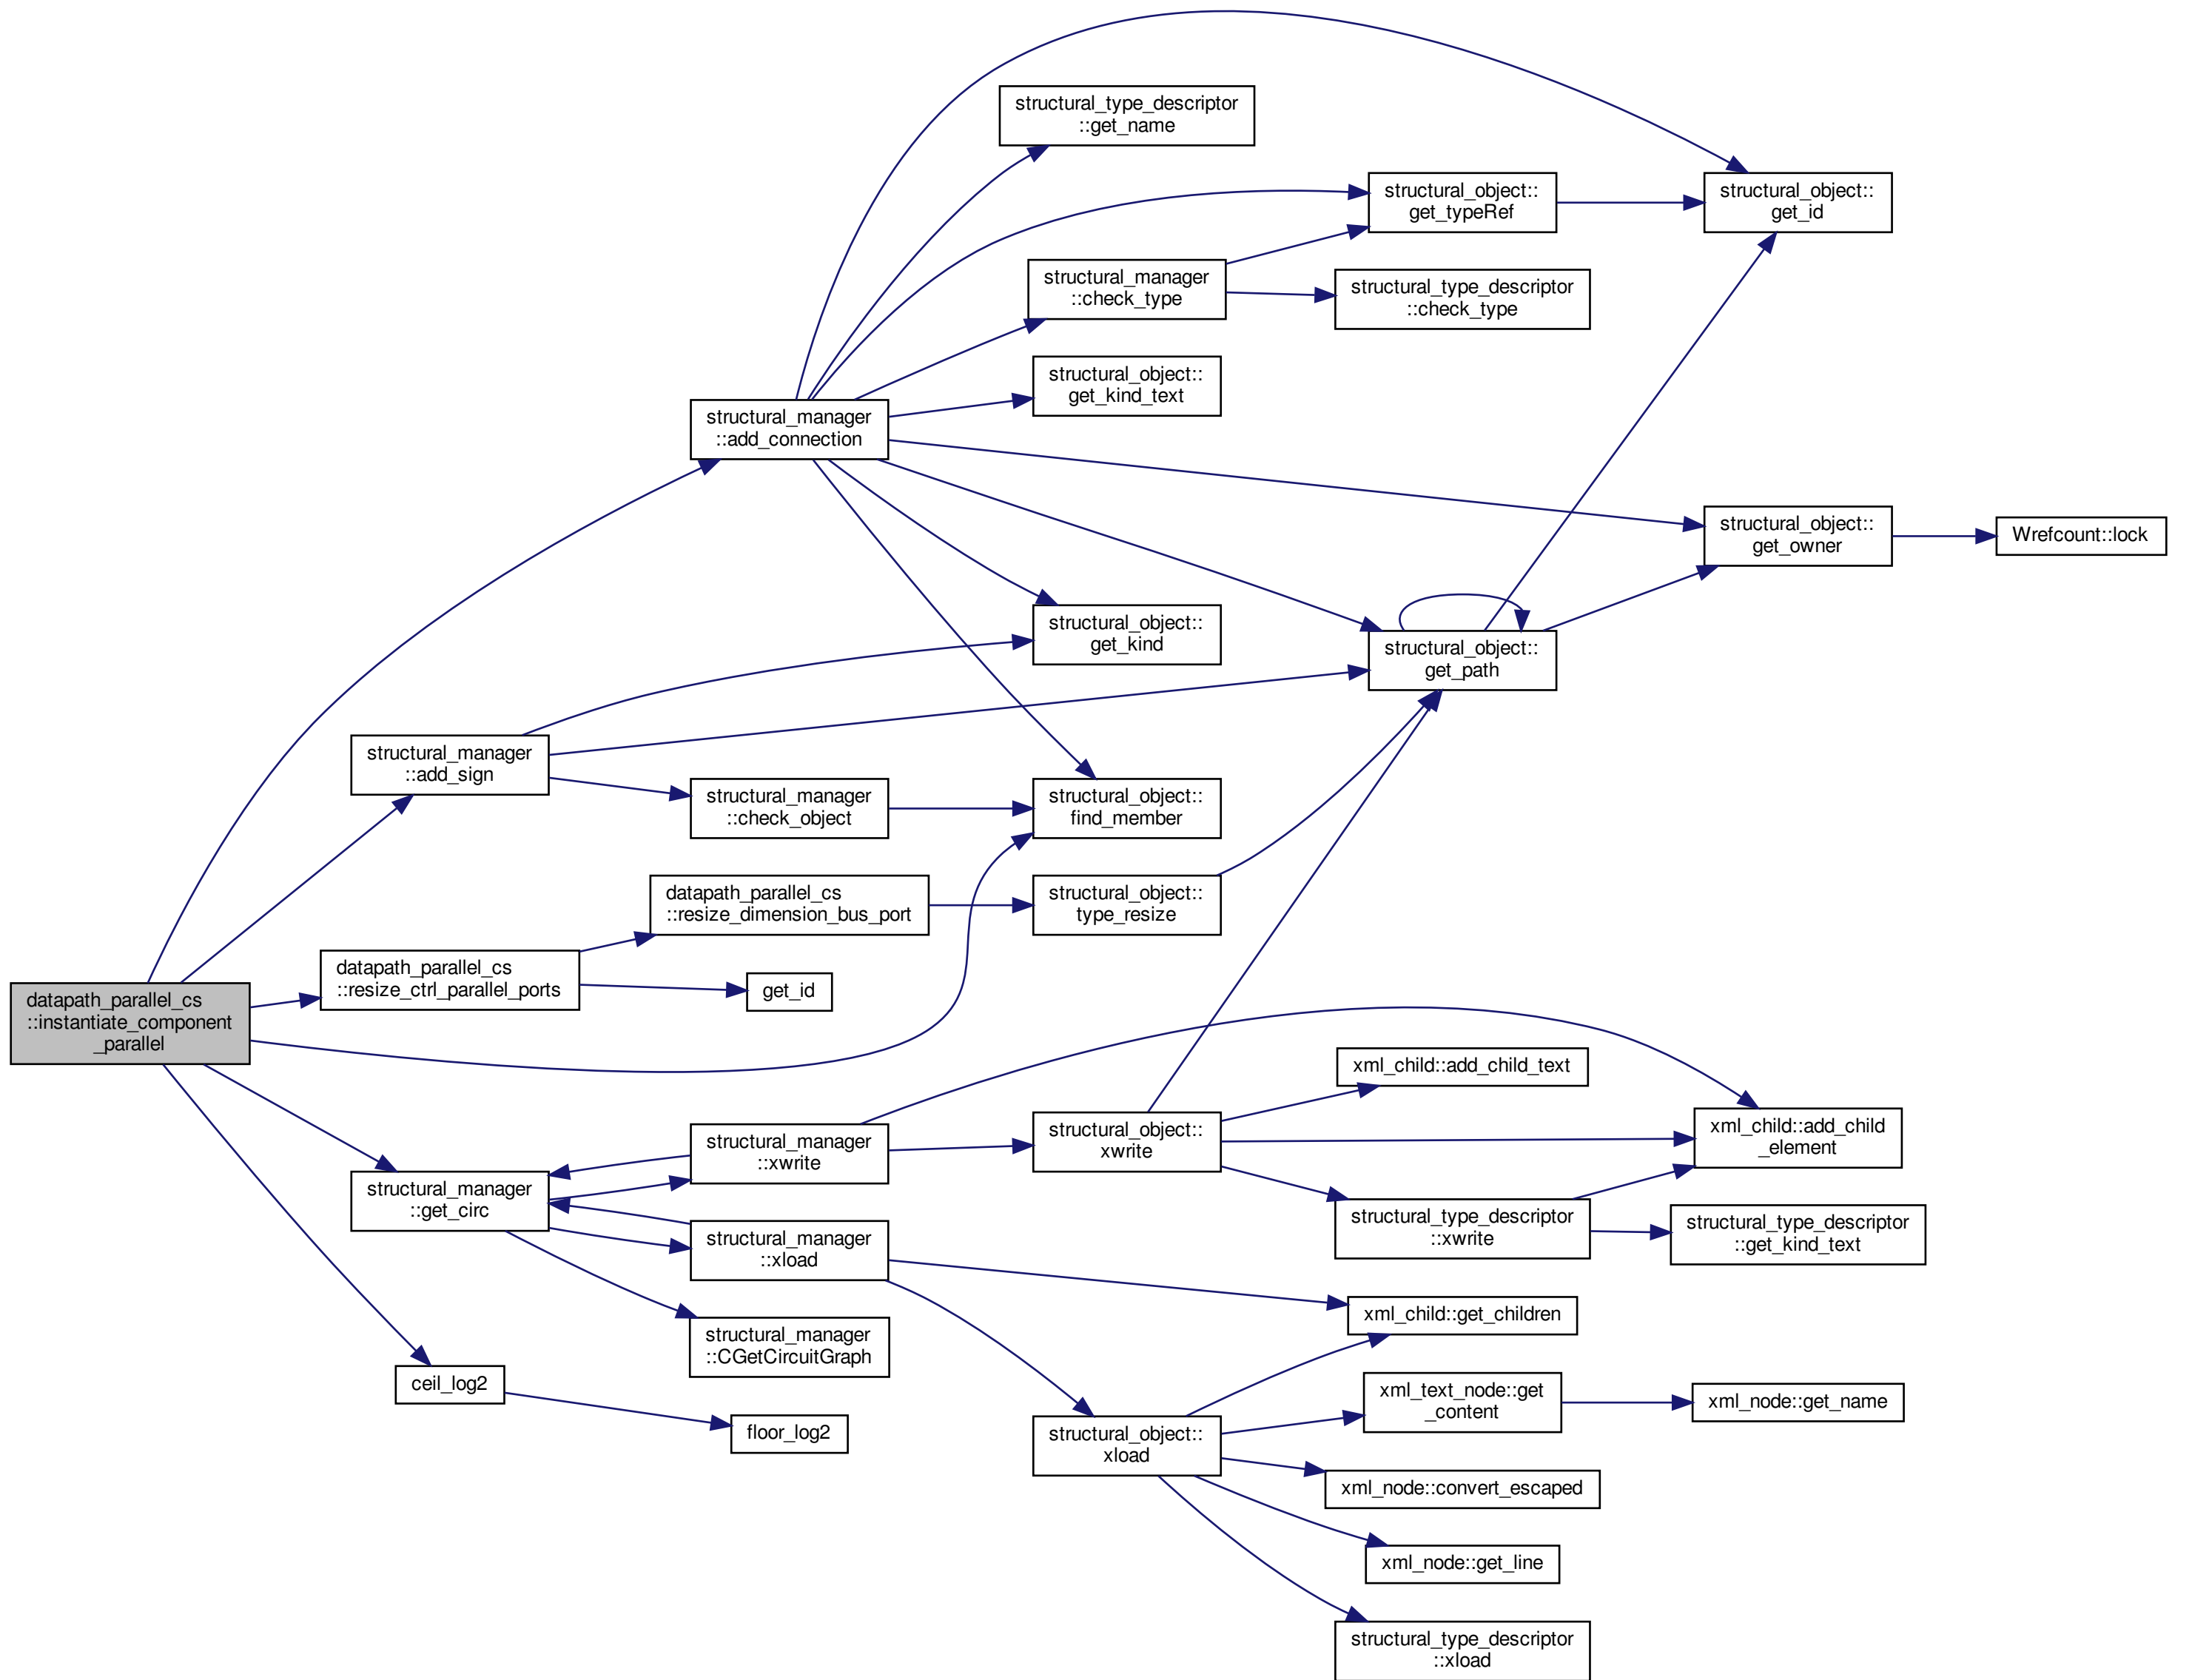 structural_type_descriptor
::get_name
structural_object::
get_typeRef
structural_object::
get_id
structural_manager
::check_type
structural_type_descriptor
::check_type
structural_object::
get_kind_text
structural_manager
::add_connection
structural_object::
get_owner
Wrefcount::lock
structural_object::
get_kind
structural_object::
get_path
structural_manager
::add_sign
structural_manager
::check_object
structural_object::
find_member
datapath_parallel_cs
::resize_dimension_bus_port
structural_object::
type_resize
datapath_parallel_cs
::resize_ctrl_parallel_ports
get_id
datapath_parallel_cs
::instantiate_component
_parallel
xml_child::add_child_text
structural_manager
::xwrite
structural_object::
xwrite
xml_child::add_child
_element
structural_manager
::get_circ
structural_type_descriptor
::xwrite
structural_type_descriptor
::get_kind_text
structural_manager
::xload
xml_child::get_children
structural_manager
::CGetCircuitGraph
ceil_log2
floor_log2
xml_text_node::get
_content
xml_node::get_name
structural_object::
xload
xml_node::convert_escaped
xml_node::get_line
structural_type_descriptor
::xload